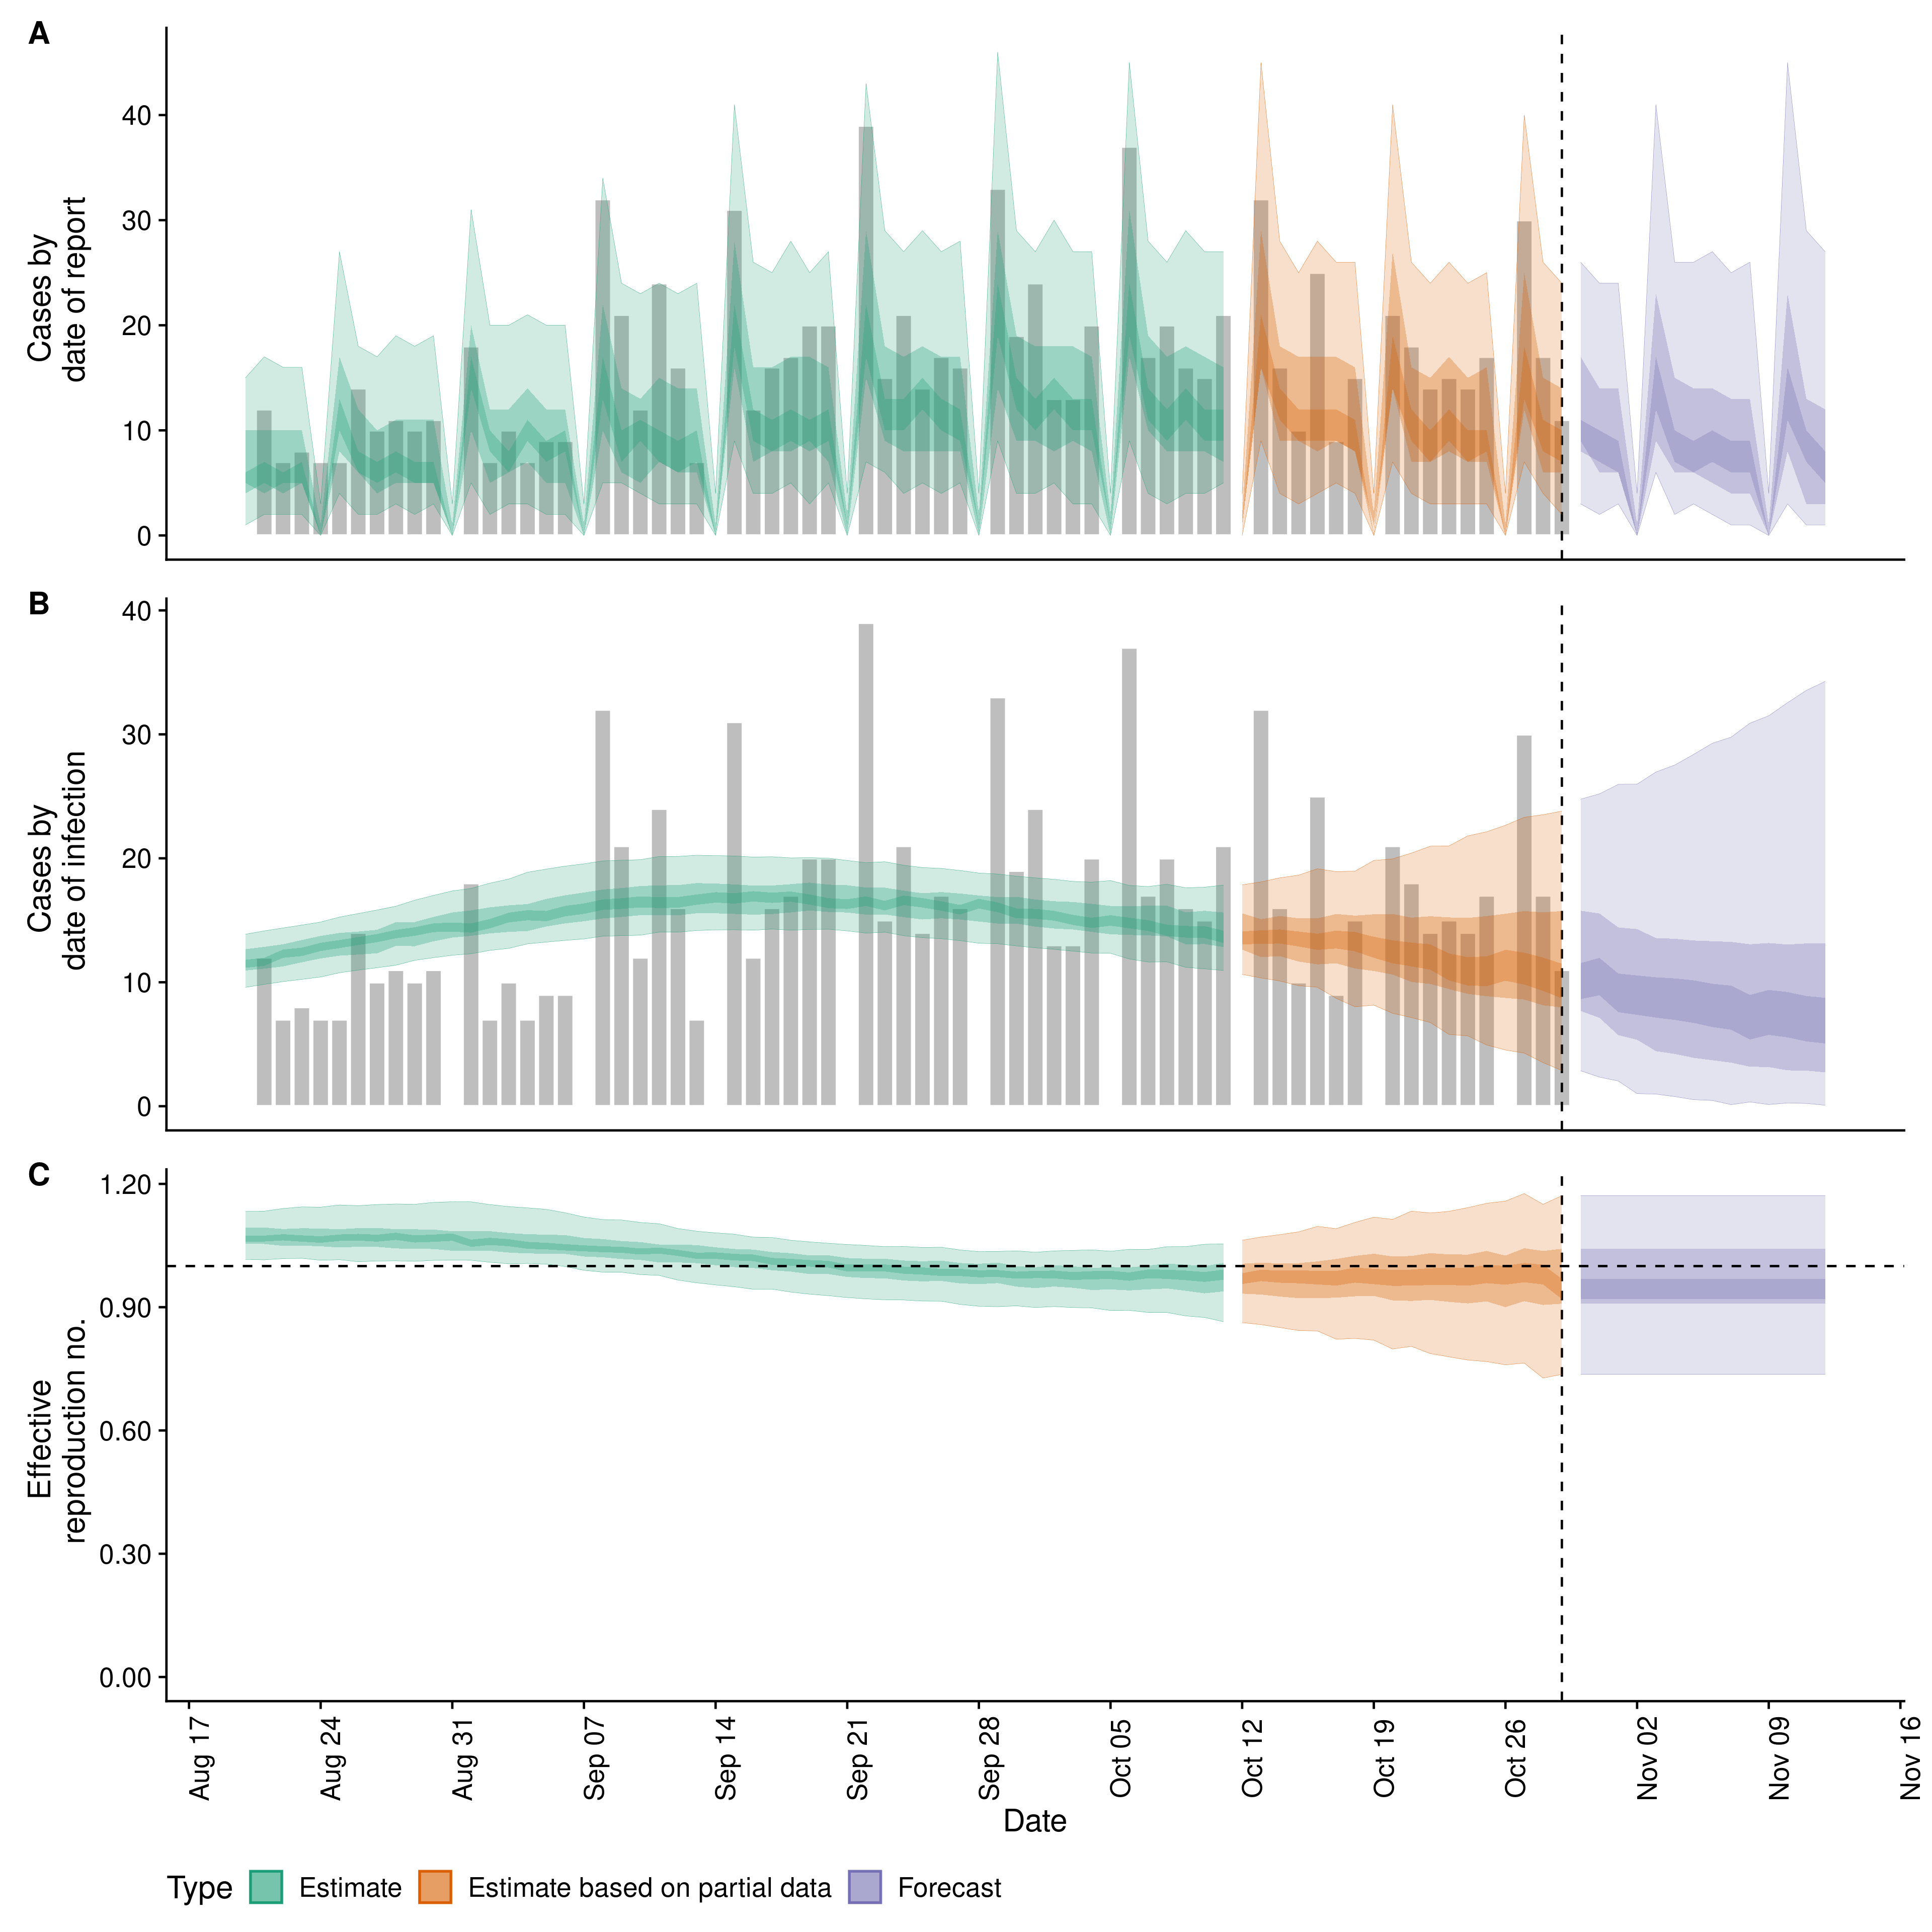 A
Cases by
date of report
40
30
20
10
0
B
Cases by
date of infection
40
30
20
10
0
C
Effective
reproduction no.
1.20
0.90
0.60
0.30
0.00
Aug 17
Aug 24
Aug 31
Sep 07
Sep 14
Sep 21
Sep 28
Oct 05
Oct 12
Oct 19
Oct 26
Nov 02
Nov 09
Nov 16
Date
Type Estimate Estimate based on partial data Forecast